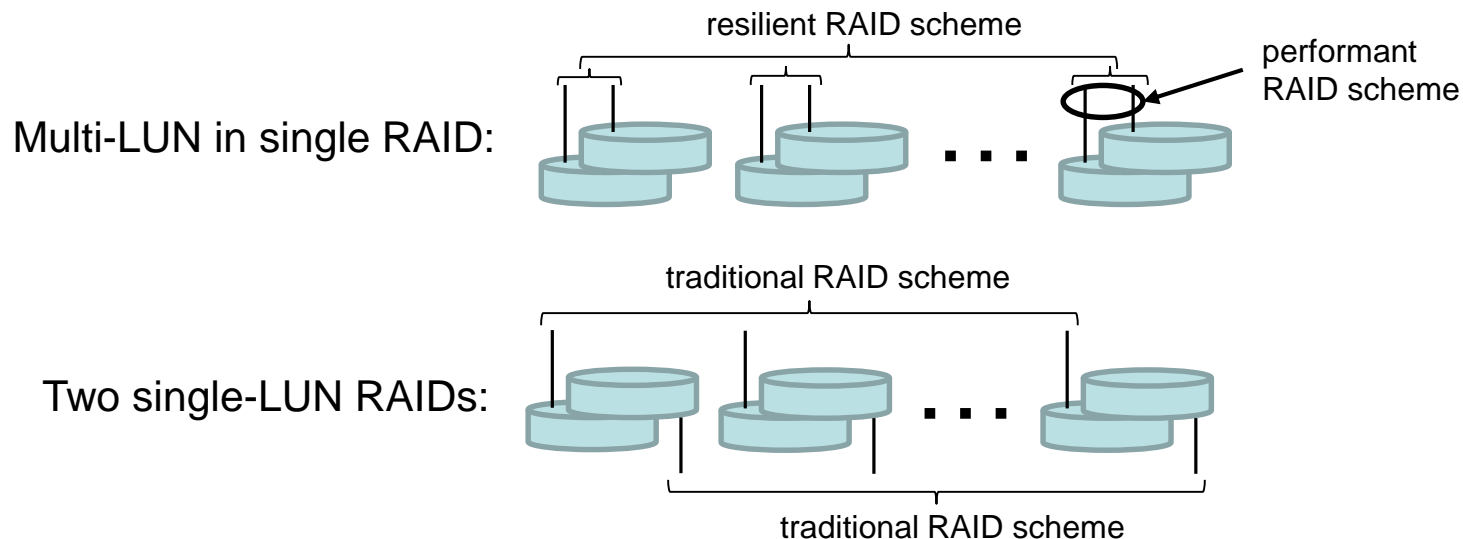 resilient RAID scheme
performant
RAID scheme
Multi-LUN in single RAID:
traditional RAID scheme
Two single-LUN RAIDs:
traditional RAID scheme